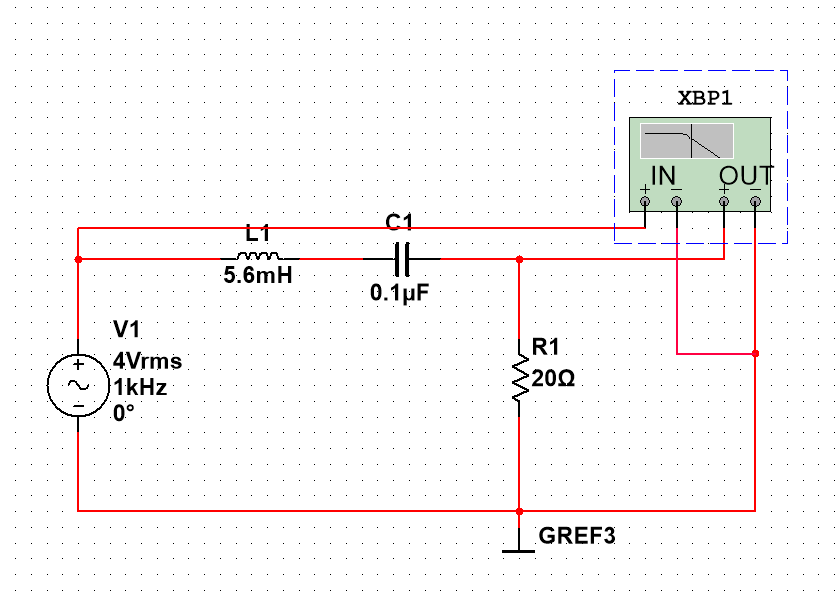 XBP1
IN OUT
+ − + −
L1
5.6mH
C1
0.1µF
V1
4Vrms
1kHz
0°
+
−
R1
20Ω
GREF3